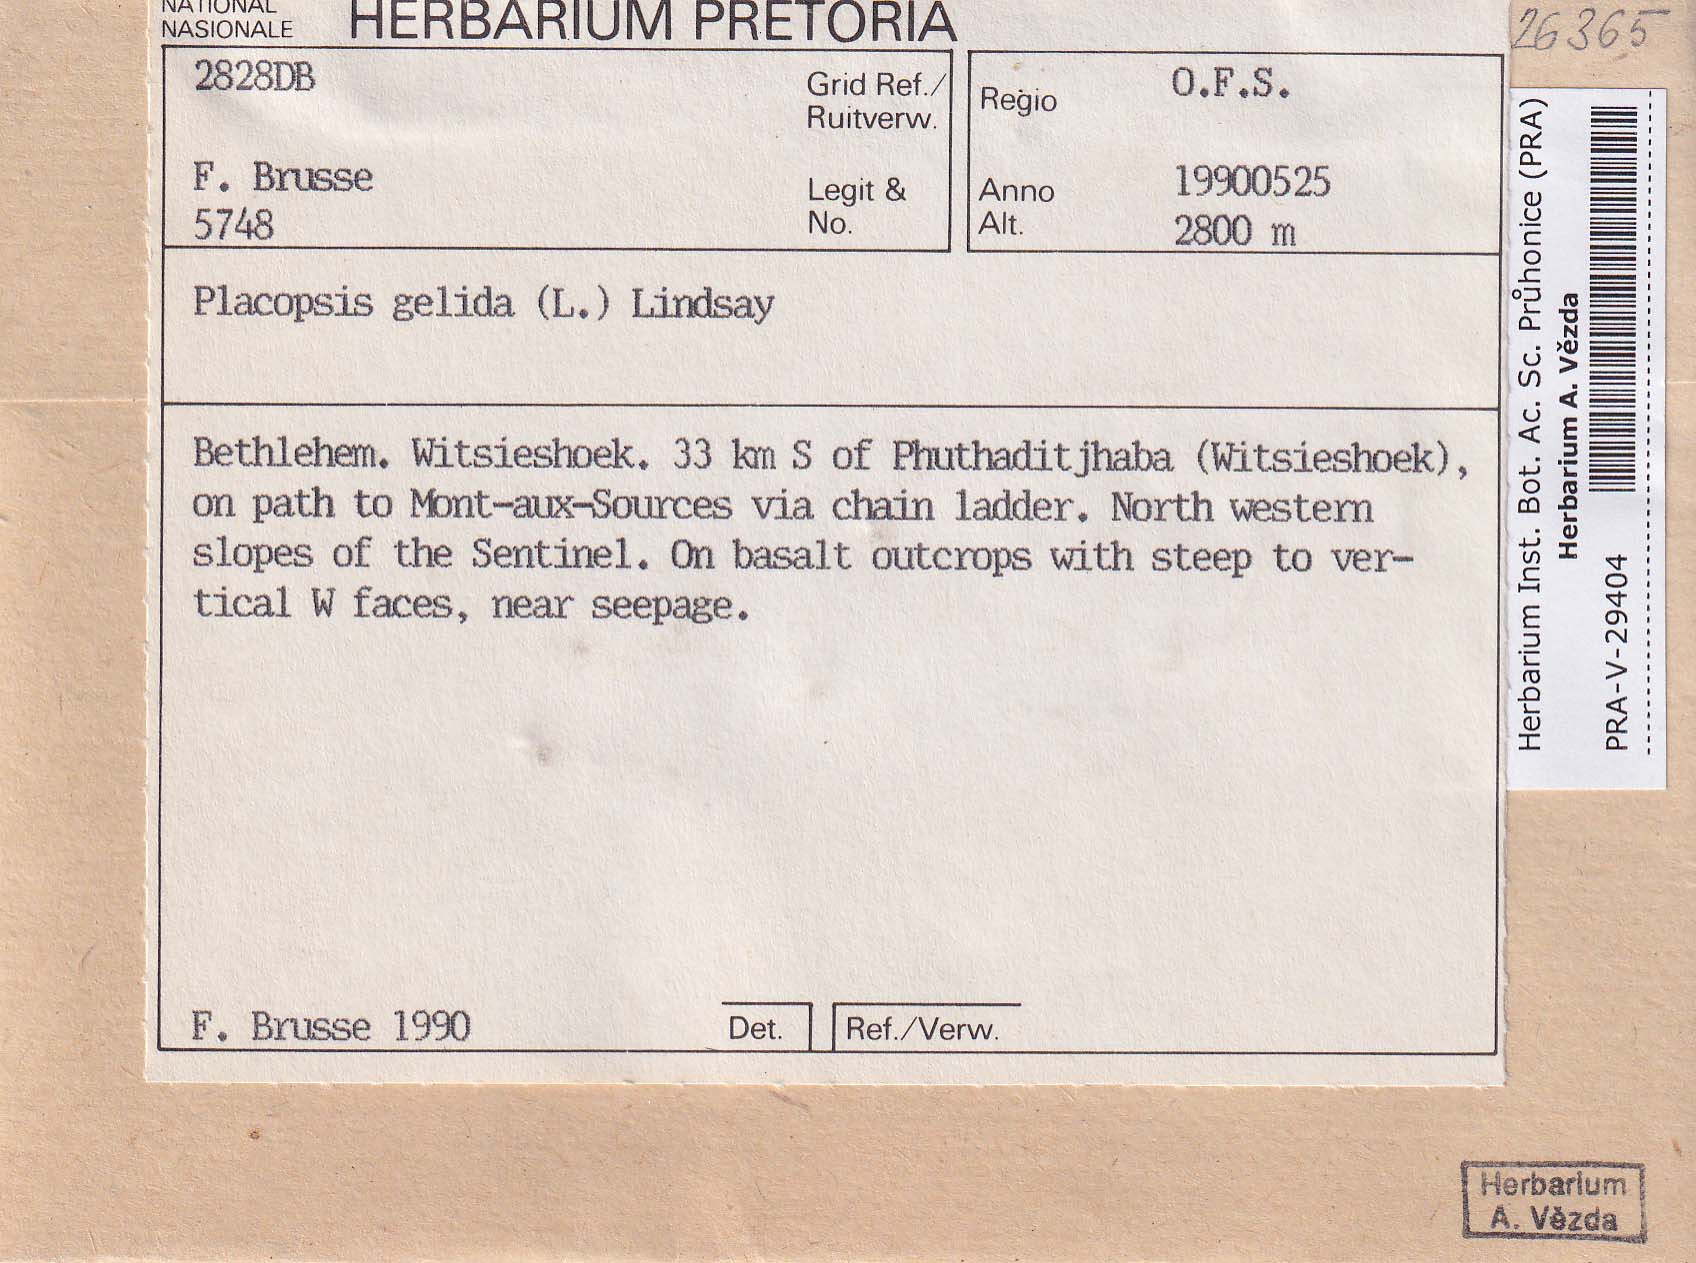 NATIONAL
NASIONALE
HERBARIUM PRETORIA
26365
2828DB
Grid Ref./
Ruitverw.
F. Brusse
5748
Legit &
No.
Regio
O.F.S.
Anno
19900525
Alt.
2800 m
Placopsis gelida (L.) Lindsay
Bethlehem. Witsieshoek. 33 km S of Phuthaditjhaba (Witsieshoek),
on path to Mont-aux-Sources via chain ladder. North western
slopes of the Sentinel. On basalt outcrops with steep to ver-
tical W faces, near seepage.
F. Brusse 1990
Det.
Ref./Verw.
Herbarium Inst. Bot. Ac. Sc. Průhonice (PRA)
Herbarium A. Vězda
PRA-V-29404
Herbarium
A. Vězda